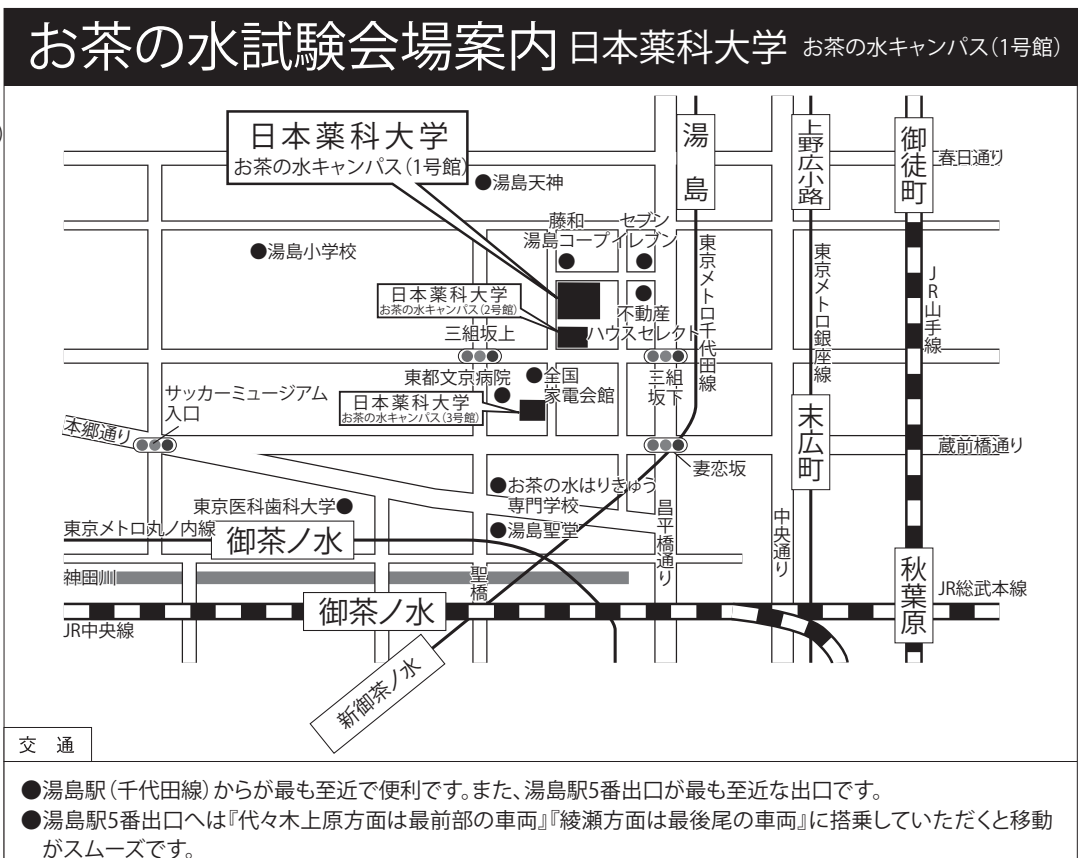 お茶の水試験会場案内 日本薬科大学 お茶の水キャンパス(1号館)
日本薬科大学
お茶の水キャンパス(1号館)
湯島
上野広小路
御徒町
春日通り
●湯島天神
藤和
湯島コープ
セブン
イレブン
●湯島小学校
東京メトロ千代田線
東京メトロ銀座線
JR山手線
日本薬科大学
お茶の水キャンパス(2号館)
不動産
ハウスセレクト
三組坂上
東都文京病院
●全国
家電会館
三組
坂下
サッカーミュージアム
入口
日本薬科大学
お茶の水キャンパス(3号館)
末広町
本郷通り
蔵前橋通り
妻恋坂
●お茶の水はりきゅう
専門学校
東京医科歯科大学●
●湯島聖堂
昌平橋通り
中央通り
東京メトロ丸ノ内線
御茶ノ水
神田川
聖橋
秋葉原
JR総武本線
御茶ノ水
JR中央線
新御茶ノ水
交 通
●湯島駅(千代田線)からが最も至近で便利です。また、湯島駅5番出口が最も至近な出口です。
●湯島駅5番出口へは『代々木上原方面は最前部の車両』『綾瀬方面は最後尾の車両』に搭乗していただくと移動
がスムーズです。